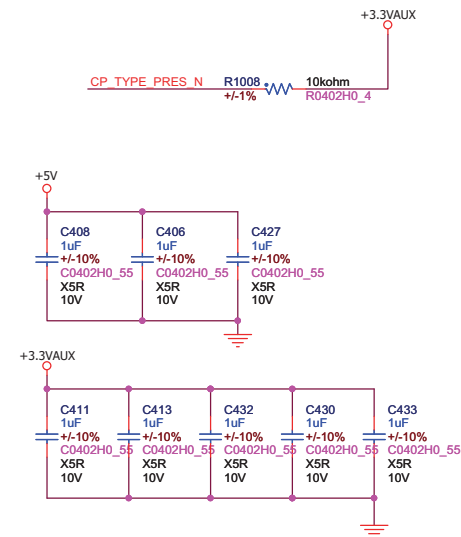 +3.3VAUX
CP_TYPE_PRES_N R1008 10kohm
+/-1% R0402H0_4
+5V
C408 C406 C427
1uF 1uF 1uF
+/-10% +/-10% +/-10%
C0402H0_55 C0402H0_55 C0402H0_55
X5R X5R X5R
10V 10V 10V
+3.3VAUX
C411 C413 C432 C430 C433
1uF 1uF 1uF 1uF 1uF
+/-10% +/-10% +/-10% +/-10% +/-10%
C0402H0_55 C0402H0_55 C0402H0_55 C0402H0_55 C0402H0_55
X5R X5R X5R X5R X5R
10V 10V 10V 10V 10V